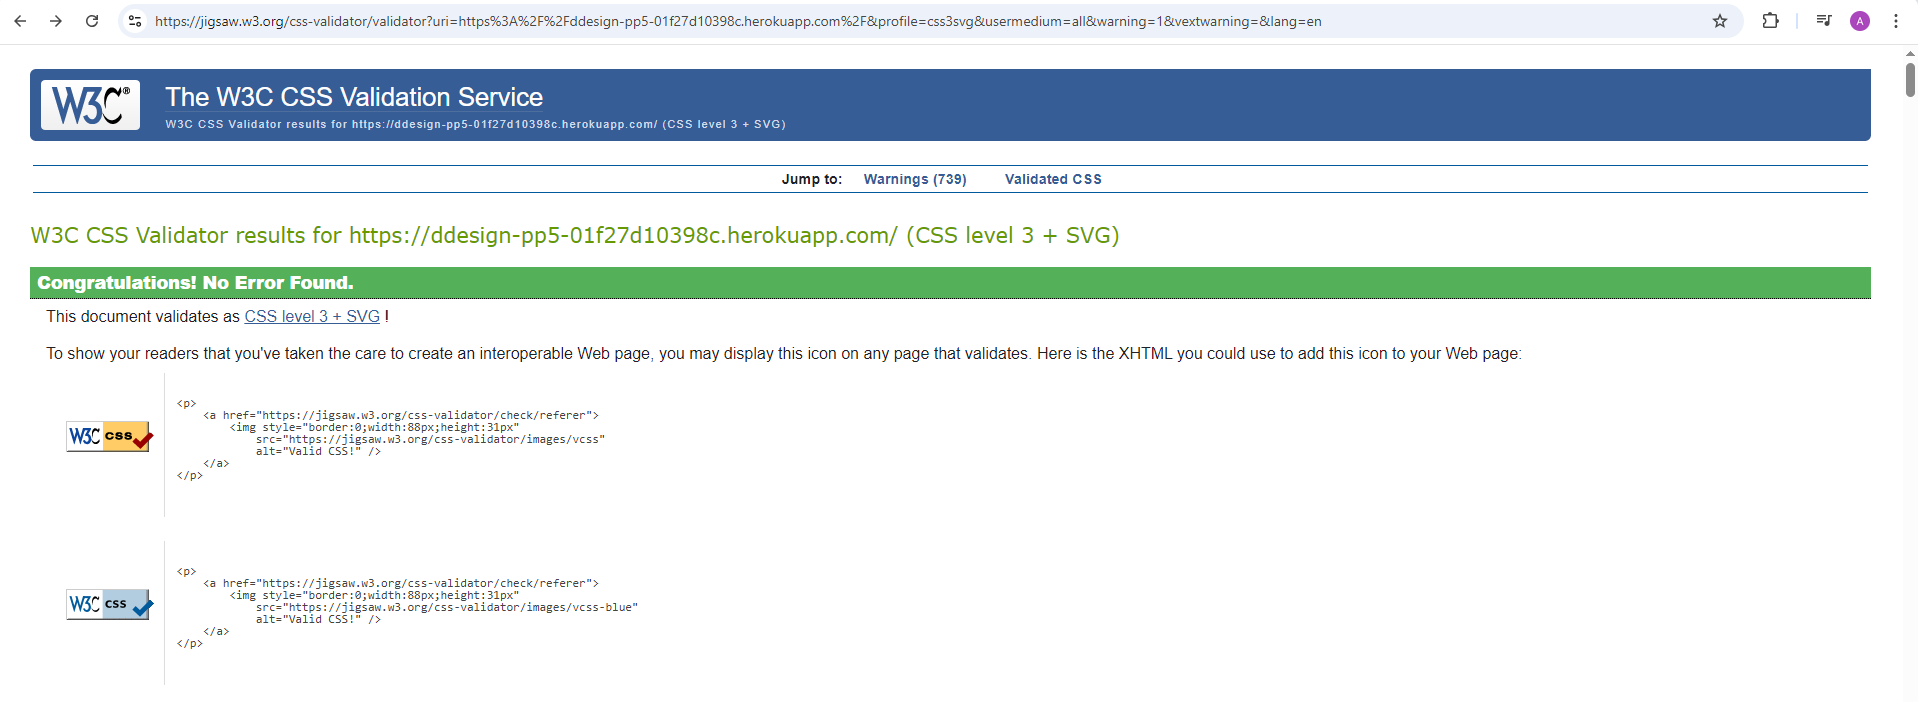 https://jigsaw.w3.org/css-validator/validator?uri=https%3A%2F%2Fddesign-pp5-01f27d10398c.herokuapp.com%2F&profile=css3svg&usermedium=all&warning=1&vextwarning=&lang=en
A
W3C®
The W3C CSS Validation Service
W3C CSS Validator results for https://ddesign-pp5-01f27d10398c.herokuapp.com/ (CSS level 3 + SVG)
Jump to: Warnings (739) Validated CSS
W3C CSS Validator results for https://ddesign-pp5-01f27d10398c.herokuapp.com/ (CSS level 3 + SVG)
Congratulations! No Error Found.
This document validates as CSS level 3 + SVG !
To show your readers that you've taken the care to create an interoperable Web page, you may display this icon on any page that validates. Here is the XHTML you could use to add this icon to your Web page:
W3C css
<p>
<a href="https://jigsaw.w3.org/css-validator/check/referer">
<img style="border:0;width:88px;height:31px"
src="https://jigsaw.w3.org/css-validator/images/vcss"
alt="Valid CSS!" />
</a>
</p>
W3C css
<p>
<a href="https://jigsaw.w3.org/css-validator/check/referer">
<img style="border:0;width:88px;height:31px"
src="https://jigsaw.w3.org/css-validator/images/vcss-blue"
alt="Valid CSS!" />
</a>
</p>